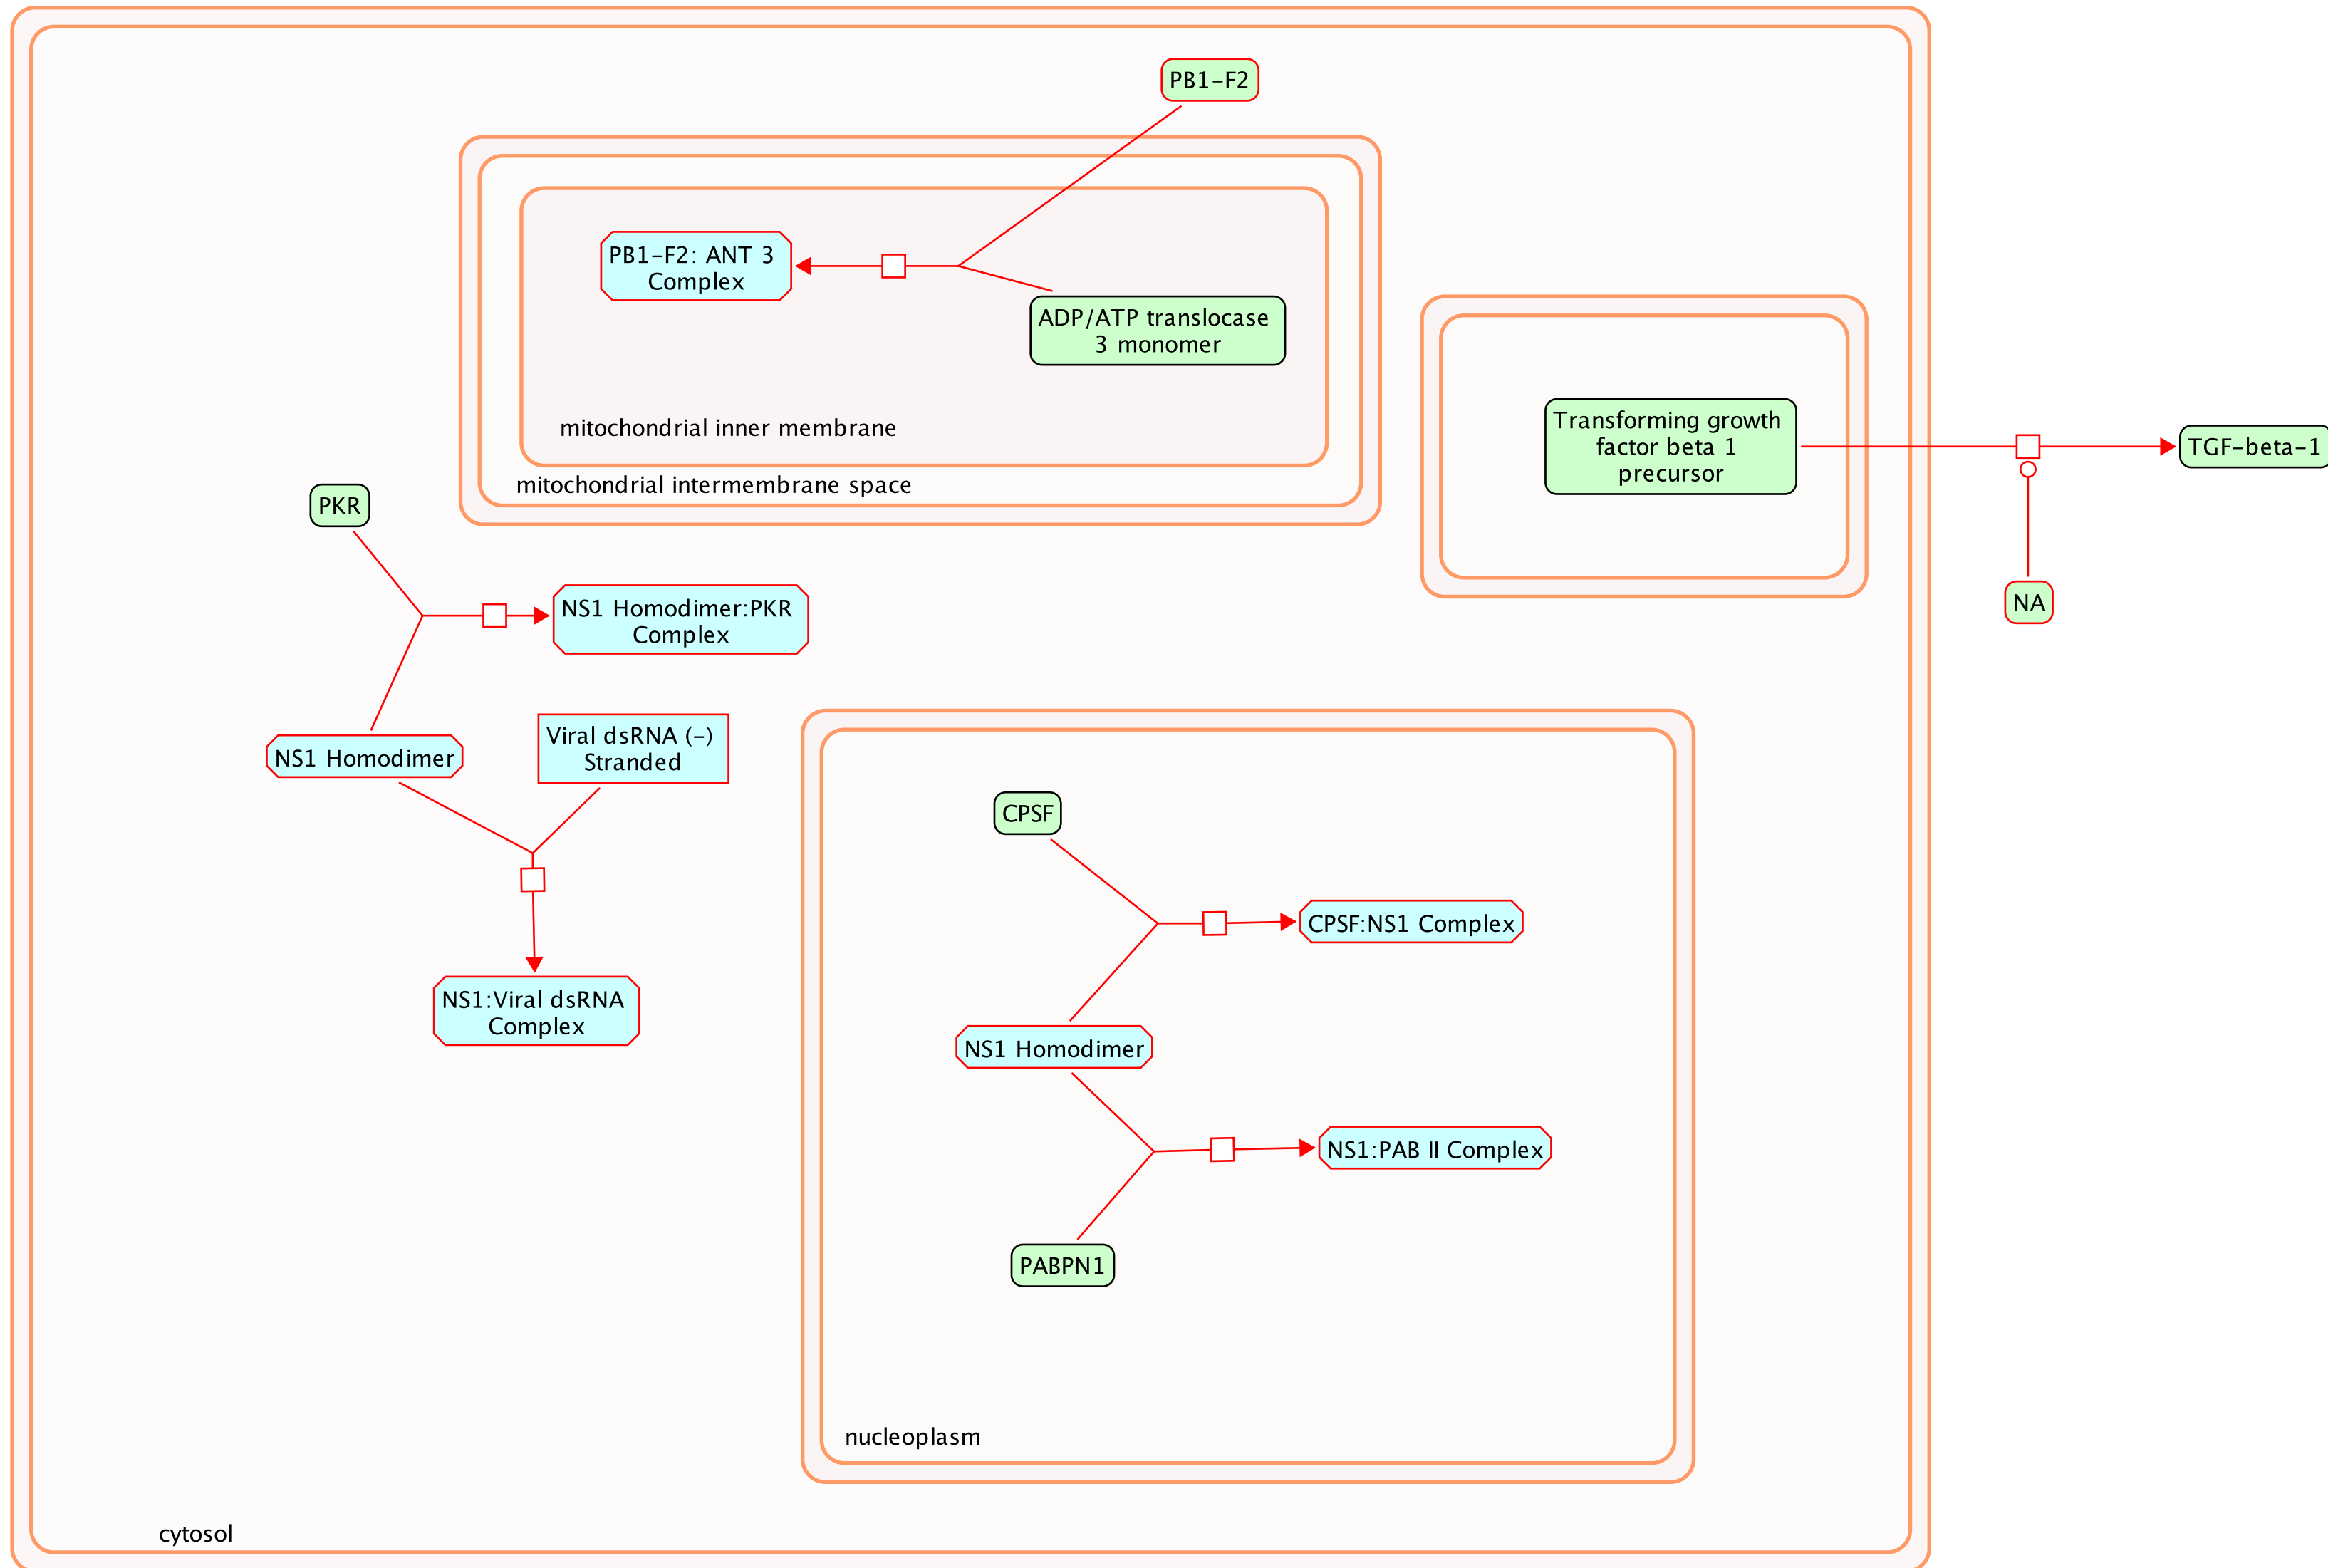 PB1-F2
PB1-F2: ANT 3
Complex
ADP/ATP translocase
3 monomer
mitochondrial inner membrane
mitochondrial intermembrane space
Transforming growth
factor beta 1
precursor
TGF-beta-1
NA
PKR
NS1 Homodimer:PKR
Complex
NS1 Homodimer
Viral dsRNA (-)
Stranded
NS1:Viral dsRNA
Complex
CPSF
CPSF:NS1 Complex
NS1 Homodimer
NS1:PAB II Complex
PABPN1
nucleoplasm
cytosol